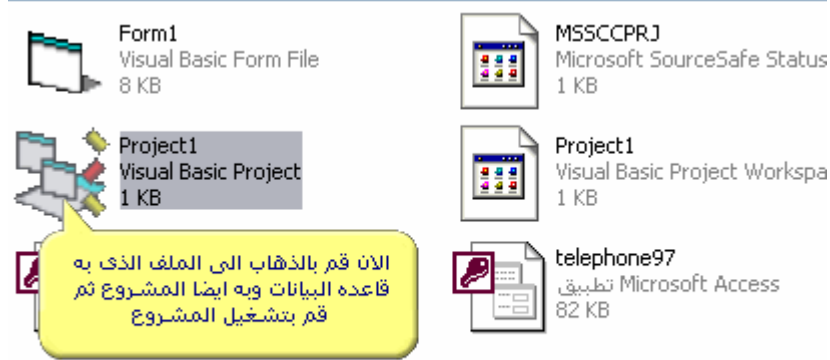 Form1
Visual Basic Form File
8 KB
MSSCCPRJ
Microsoft SourceSafe Status
1 KB
Project1
Visual Basic Project
1 KB
Project1
Visual Basic Project Workspa
1 KB
الان قم بالذهاب الى الملف الذى به
قاعده البيانات وبه ايضا المشروع ثم
قم بتشغيل المشروع
telephone97
تطبيق Microsoft Access
82 KB